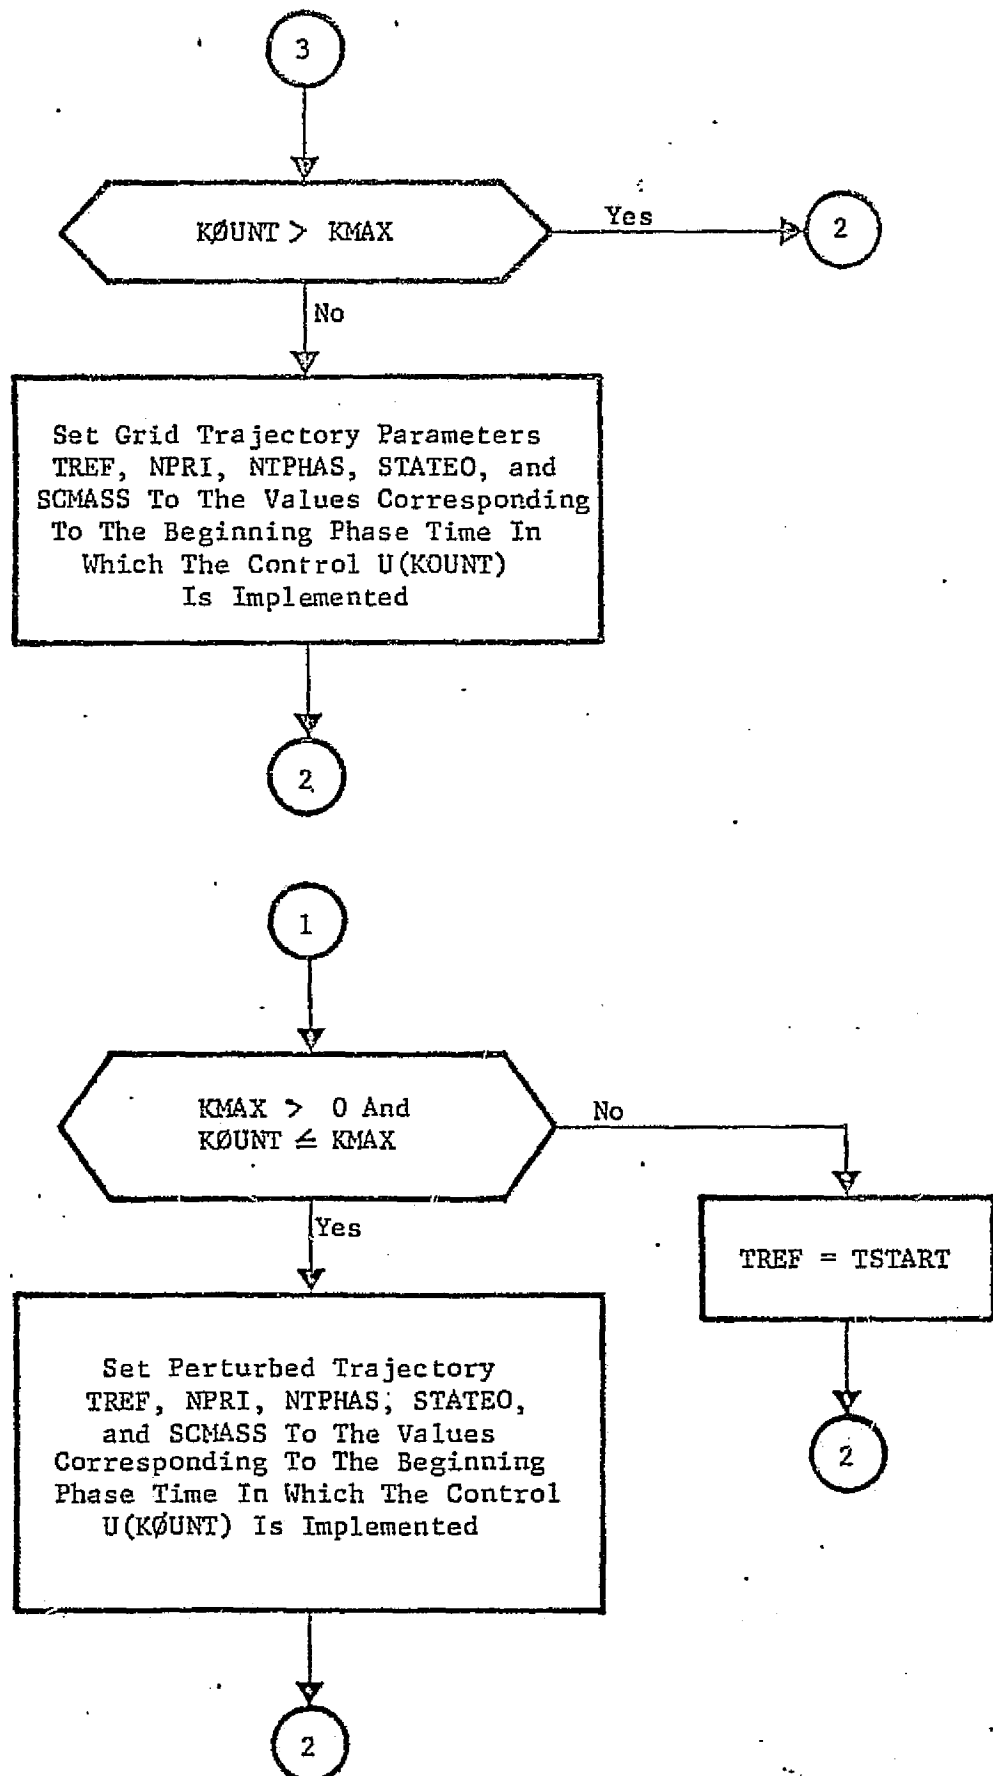 3
KØUNT > KMAX
Yes
2
No
Set Grid Trajectory Parameters
TREF, NPRI, NTPHAS, STATEO, and
SCMASS To The Values Corresponding
To The Beginning Phase Time In
Which The Control U(KOUNT)
Is Implemented
2
1
KMAX > 0 And
KØUNT ≤ KMAX
No
Yes
TREF = TSTART
Set Perturbed Trajectory
TREF, NPRI, NTPHAS, STATEO,
and SCMASS To The Values
Corresponding To The Beginning
Phase Time In Which The Control
U(KØUNT) Is Implemented
2
2